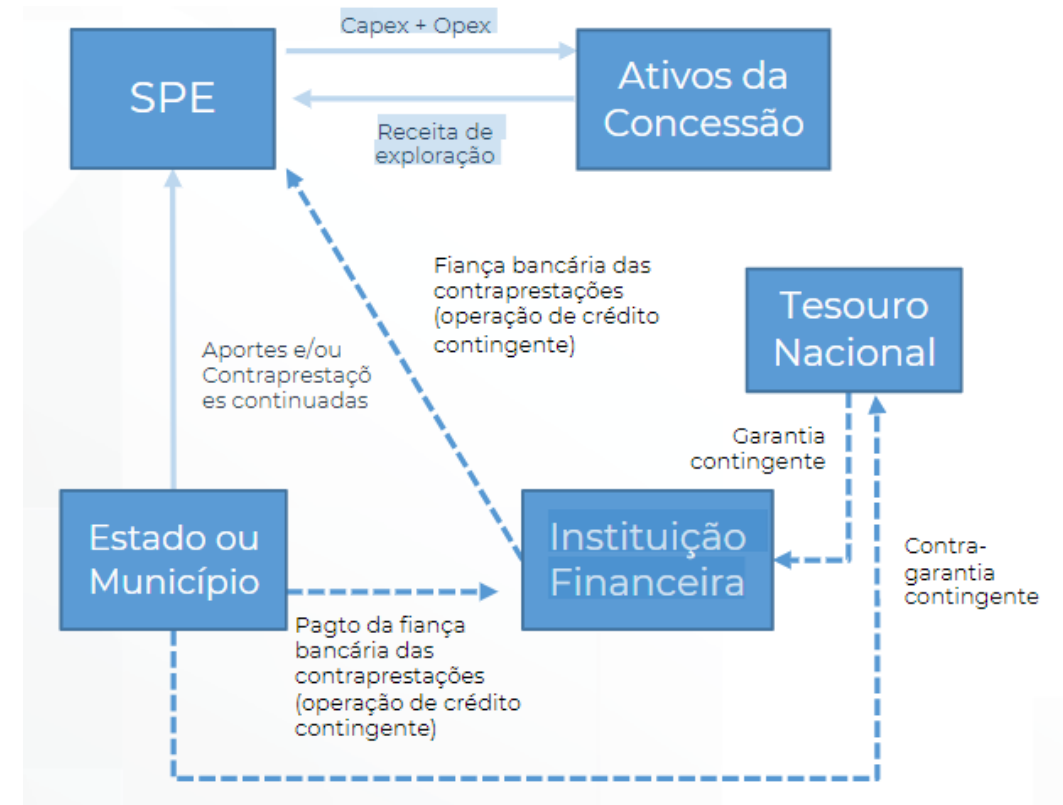 Capex + Opex
SPE
Ativos da
Concessão
Receita de
exploração
Fiança bancária das
contraprestações
(operação de crédito
contingente)
Tesouro
Nacional
Aportes e/ou
Contraprestaçõ
es continuadas
Garantia
contingente
Estado ou
Município
Instituição
Financeira
Contra-
garantia
contingente
Pagto da fiança
bancária das
contraprestações
(operação de crédito
contingente)